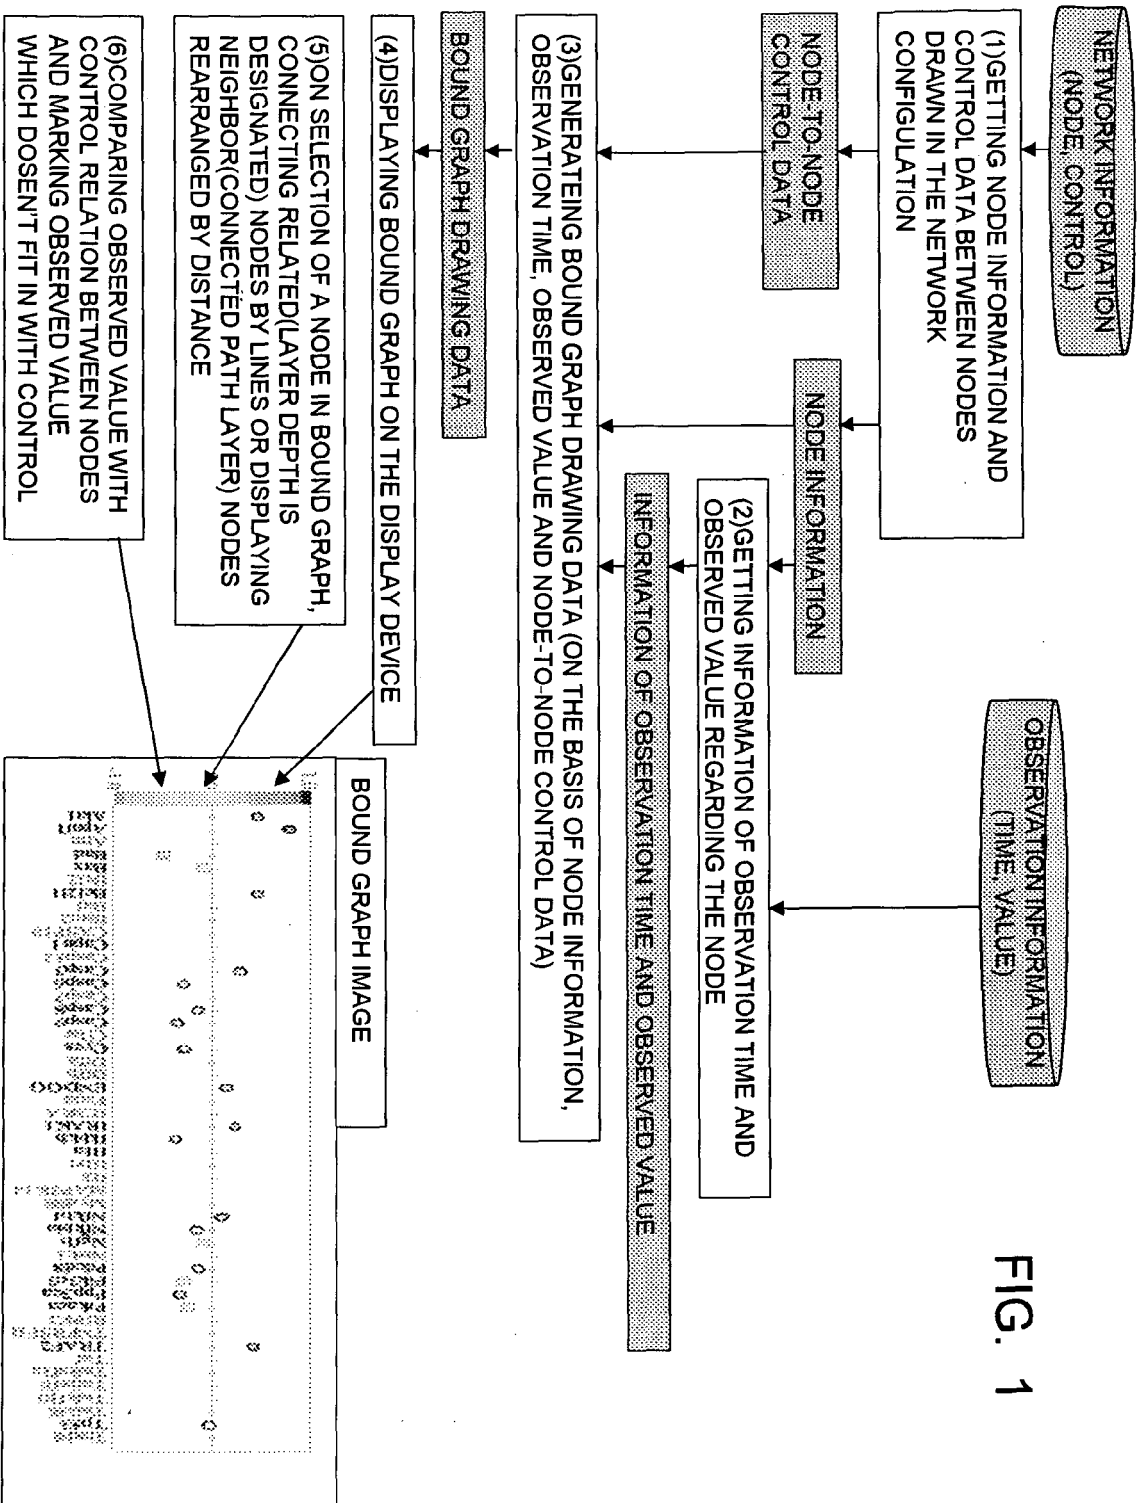 FIG. 1
NETWORK INFORMATION
(NODE, CONTROL)
OBSERVATION INFORMATION
(TIME, VALUE)
(1)GETTING NODE INFORMATION AND
CONTROL DATA BETWEEN NODES
DRAWN IN THE NETWORK
CONFIGULATION
NODE-TO-NODE
CONTROL DATA
NODE INFORMATION
(2)GETTING INFORMATION OF OBSERVATION TIME AND
OBSERVED VALUE REGARDING THE NODE
INFORMATION OF OBSERVATION TIME AND OBSERVED VALUE
(3)GENERATEING BOUND GRAPH DRAWING DATA (ON THE BASIS OF NODE INFORMATION,
OBSERVATION TIME, OBSERVED VALUE AND NODE-TO-NODE CONTROL DATA)
BOUND GRAPH DRAWING DATA
(4)DISPLAYING BOUND GRAPH ON THE DISPLAY DEVICE
(5)ON SELECTION OF A NODE IN BOUND GRAPH,
CONNECTING RELATED(LAYER DEPTH IS
DESIGNATED) NODES BY LINES OR DISPLAYING
NEIGHBOR(CONNECTED PATH LAYER) NODES
REARRANGED BY DISTANCE
(6)COMPARING OBSERVED VALUE WITH
CONTROL RELATION BETWEEN NODES
AND MARKING OBSERVED VALUE
WHICH DOSEN'T FIT IN WITH CONTROL
BOUND GRAPH IMAGE